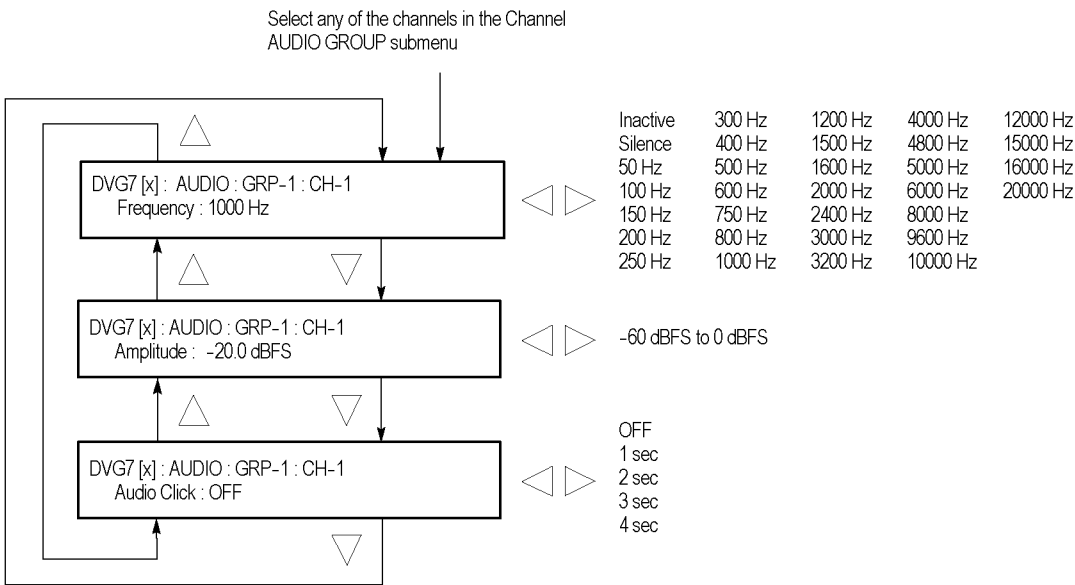 Select any of the channels in the Channel
AUDIO GROUP submenu
DVG7 [x] : AUDIO : GRP-1 : CH-1
Frequency : 1000 Hz
Inactive 300 Hz 1200 Hz 4000 Hz 12000 Hz
Silence 400 Hz 1500 Hz 4800 Hz 15000 Hz
50 Hz 500 Hz 1600 Hz 5000 Hz 16000 Hz
100 Hz 600 Hz 2000 Hz 6000 Hz 20000 Hz
150 Hz 750 Hz 2400 Hz 8000 Hz
200 Hz 800 Hz 3000 Hz 9600 Hz
250 Hz 1000 Hz 3200 Hz 10000 Hz
DVG7 [x] : AUDIO : GRP-1 : CH-1
Amplitude : -20.0 dBFS
-60 dBFS to 0 dBFS
DVG7 [x] : AUDIO : GRP-1 : CH-1
Audio Click : OFF
OFF
1 sec
2 sec
3 sec
4 sec